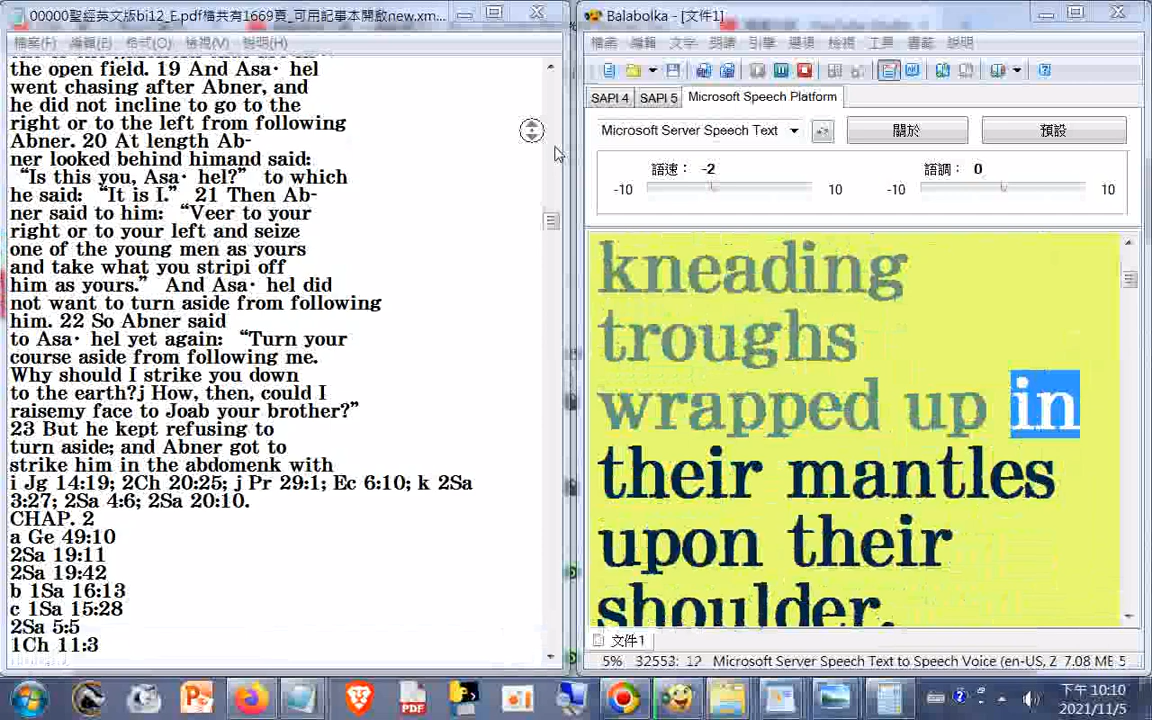 00000聖經英文版bi12_E.pdf檔共有1669頁_可用記事本開啟new.xm...
檔案(F) 編輯(E) 格式(O) 檢視(V) 說明(H)
the open field. 19 And Asa· hel
went chasing after Abner, and
he did not incline to go to the
right or to the left from following
Abner. 20 At length Ab-
ner looked behind himand said:
“Is this you, Asa· hel?” to which
he said: “It is I.” 21 Then Ab-
ner said to him: “Veer to your
right or to your left and seize
one of the young men as yours
and take what you stripi off
him as yours.” And Asa· hel did
not want to turn aside from following
him. 22 So Abner said
to Asa· hel yet again: “Turn your
course aside from following me.
Why should I strike you down
to the earth?j How, then, could I
raisemy face to Joab your brother?”
23 But he kept refusing to
turn aside; and Abner got to
strike him in the abdomenk with
i Jg 14:19; 2Ch 20:25; j Pr 29:1; Ec 6:10; k 2Sa
3:27; 2Sa 4:6; 2Sa 20:10.
CHAP. 2
a Ge 49:10
2Sa 19:11
2Sa 19:42
b 1Sa 16:13
c 1Sa 15:28
2Sa 5:5
1Ch 11:3
Balabolka - [文件1]
檔案 編輯 文字 朗讀 引擎 選項 檢視 工具 書籤 說明
SAPI 4 SAPI 5 Microsoft Speech Platform
Microsoft Server Speech Text 關於 預設
語速： -2 語調： 0
-10 10 -10 10
kneading
troughs
wrapped up in
their mantles
upon their
shoulder.
文件1
5% 32553: 12 Microsoft Server Speech Text to Speech Voice (en-US, Z 7.08 MB 5
PDF
下午 10:10
2021/11/5